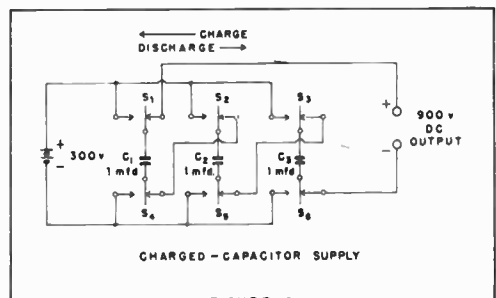 ← CHARGE
DISCHARGE →
S1 S2 S3
+ 900 v
+ 300 v C1 C2 C3 DC
- 1 mfd 1 mfd. 1 mfd - OUTPUT
S4 S5 S6
CHARGED-CAPACITOR SUPPLY